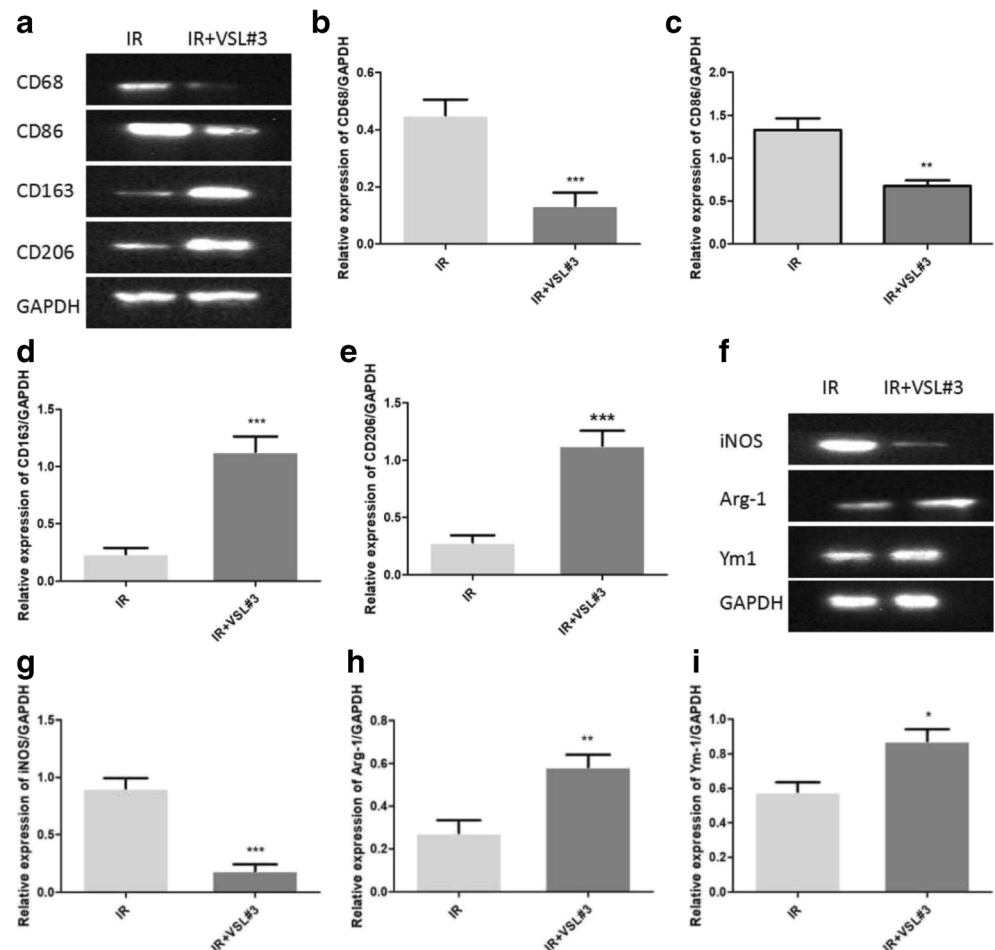 a
IR IR+VSL#3
CD68
CD86
CD163
CD206
GAPDH
b
Relative expression of CD68/GAPDH
0.6
0.4
0.2
0.0
***
IR
IR+VSL#3
c
Relative expression of CD86/GAPDH
2.0
1.5
1.0
0.5
0.0
**
IR
IR+VSL#3
d
Relative expression of CD163/GAPDH
1.5
1.0
0.5
0.0
***
IR
IR+VSL#3
e
Relative expression of CD206/GAPDH
1.5
1.0
0.5
0.0
***
IR
IR+VSL#3
f
IR IR+VSL#3
iNOS
Arg-1
Ym1
GAPDH
g
Relative expression of iNOS/GAPDH
1.5
1.0
0.5
0.0
***
IR
IR+VSL#3
h
Relative expression of Arg-1/GAPDH
0.8
0.6
0.4
0.2
0.0
**
IR
IR+VSL#3
i
Relative expression of Ym-1/GAPDH
1.0
0.8
0.6
0.4
0.2
0.0
*
IR
IR+VSL#3